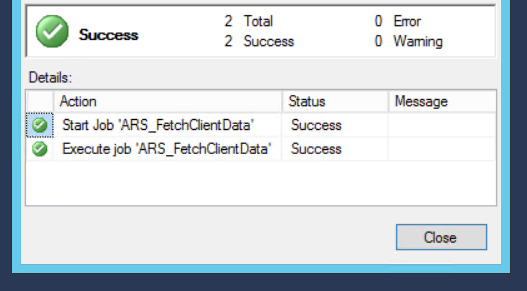 Success 2 Total 0 Error
2 Success 0 Warning
Details:
Action Status Message
Start Job 'ARS_FetchClientData' Success
Execute job 'ARS_FetchClientData' Success
Close